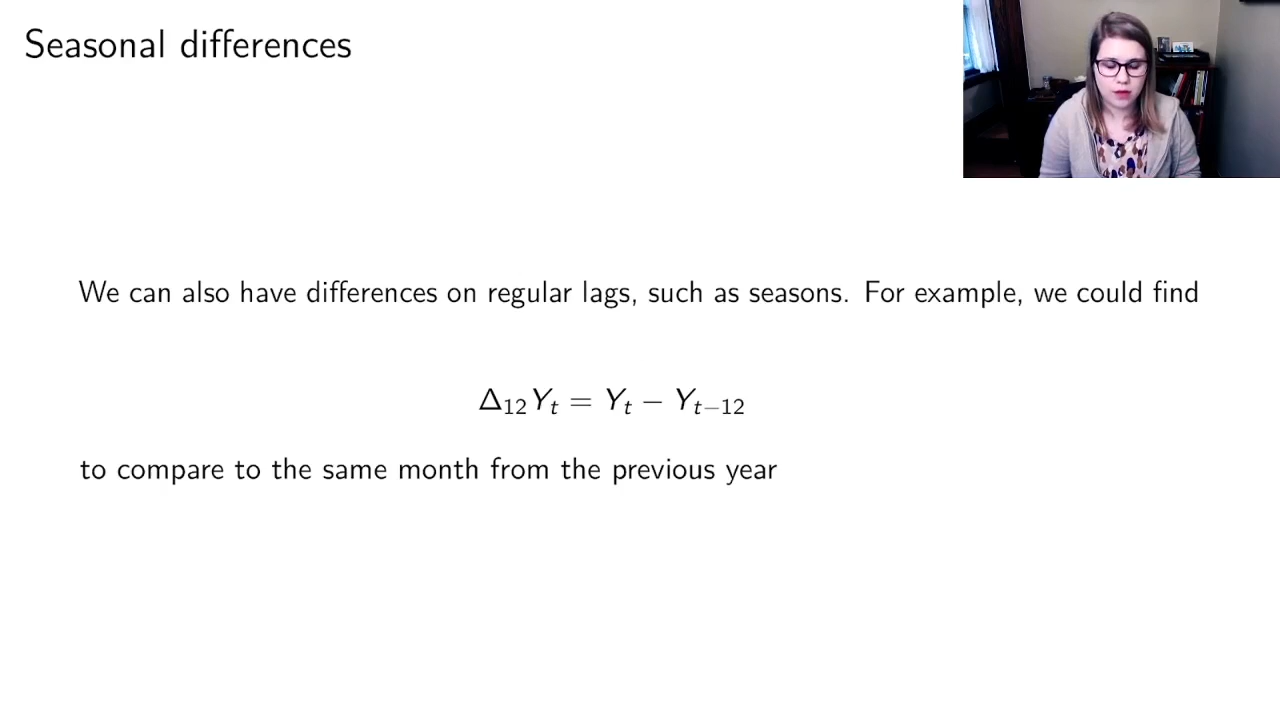 Seasonal differences
We can also have differences on regular lags, such as seasons. For example, we could find
Δ₁₂Yₜ = Yₜ − Yₜ₋₁₂
to compare to the same month from the previous year